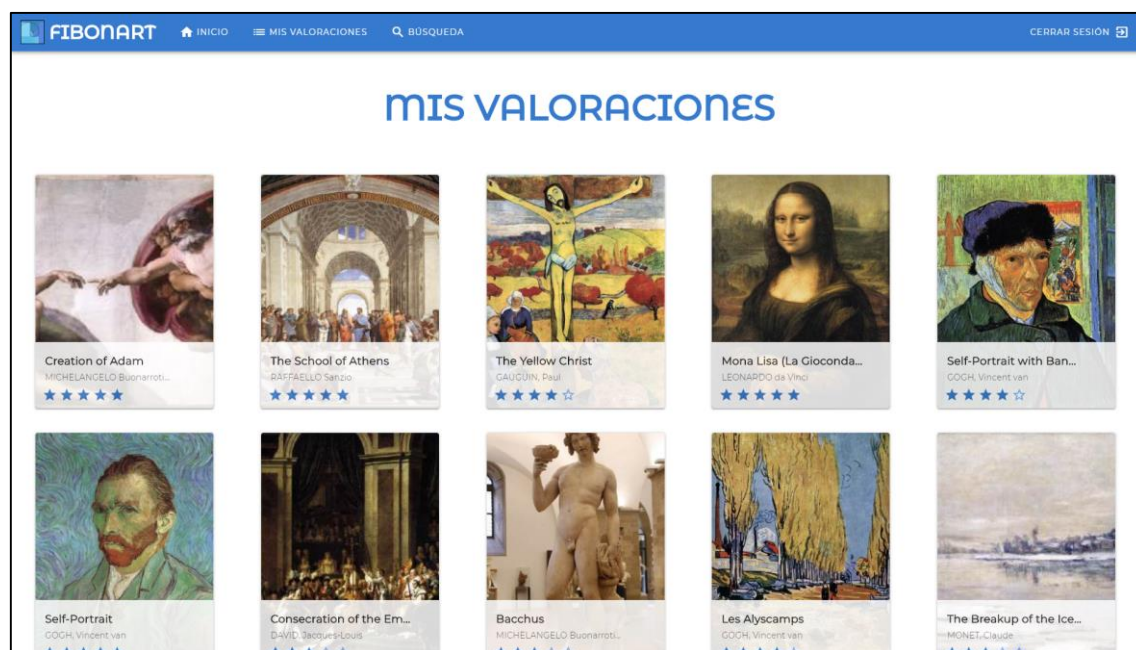 FIBONART INICIO MIS VALORACIONES BÚSQUEDA CERRAR SESIÓN
MIS VALORACIONES
Creation of Adam
MICHELANGELO Buonarroti...
The School of Athens
RAFFAELLO Sanzio
The Yellow Christ
GAUGUIN, Paul
Mona Lisa (La Gioconda...
LEONARDO da Vinci
Self-Portrait with Ban...
GOGH, Vincent van
Self-Portrait
GOGH, Vincent van
Consecration of the Em...
DAVID, Jacques-Louis
Bacchus
MICHELANGELO Buonarroti...
Les Alyscamps
GOGH, Vincent van
The Breakup of the Ice...
MONET, Claude